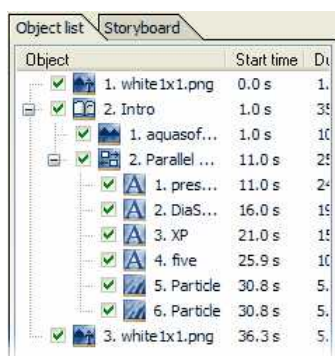 Object list Storyboard
Object Start time Du
1. white1x1.png 0.0 s 1.
2. Intro 1.0 s 35
1. aquasof... 1.0 s 10
2. Parallel ... 11.0 s 25
1. pres... 11.0 s 24
2. DiaS... 16.0 s 19
3. XP 21.0 s 15
4. five 25.9 s 10
5. Particle 30.8 s 5.
6. Particle 30.8 s 5.
3. white1x1.png 36.3 s 5.